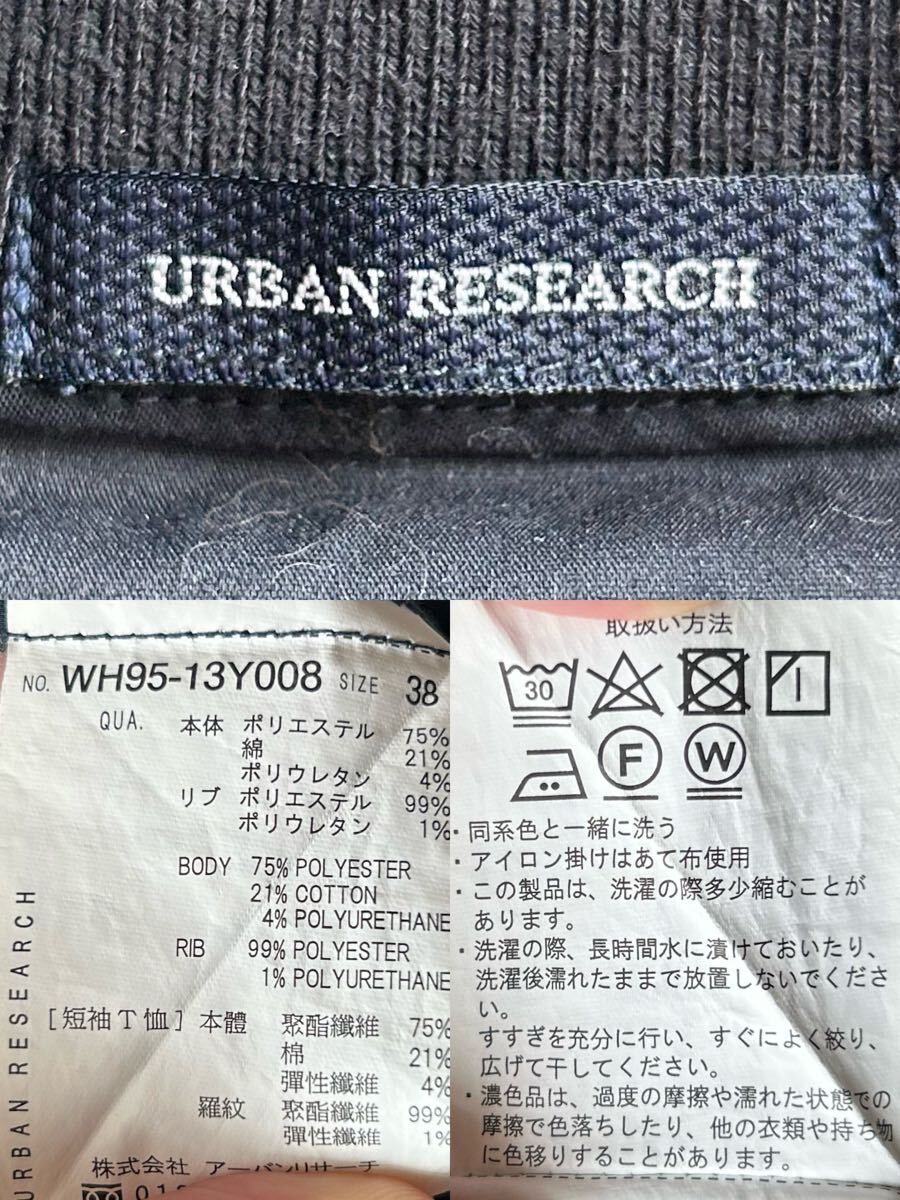 URBAN RESEARCH
NO. WH95-13Y008 SIZE 38
QUA. 本体 ポリエステル 75%
綿 21%
ポリウレタン 4%
リブ ポリエステル 99%
ポリウレタン 1%
BODY 75% POLYESTER
21% COTTON
4% POLYURETHANE
RIB 99% POLYESTER
1% POLYURETHANE
[短袖T恤] 本體 聚酯纖維 75%
棉 21%
彈性纖維 4%
羅紋 聚酯纖維 99%
彈性纖維 1%
株式会社 アーバンリサーチ
URBAN RESEARCH
取扱い方法
30
F
W
・同系色と一緒に洗う
・アイロン掛けはあて布使用
・この製品は、洗濯の際多少縮むことが
あります。
・洗濯の際、長時間水に漬けておいたり、
洗濯後濡れたままで放置しないでくださ
い。
すすぎを充分に行い、すぐによく絞り、
広げて干してください。
・濃色品は、過度の摩擦や濡れた状態での
摩擦で色落ちしたり、他の衣類や持ち物
に色移りすることがあります。